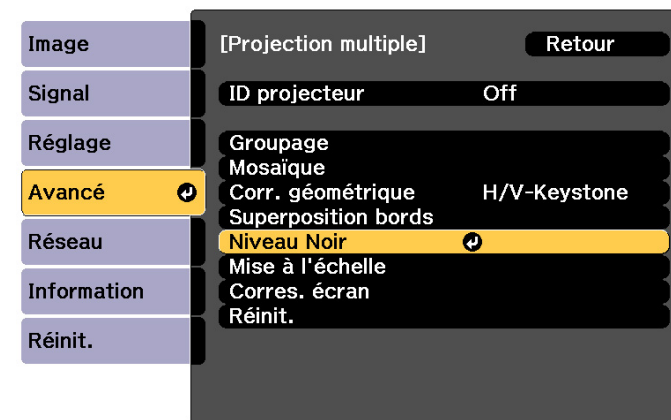 Image
Signal
Réglage
Avancé
Réseau
Information
Réinit.
[Projection multiple] Retour
ID projecteur Off
Groupage
Mosaïque
Corr. géométrique H/V-Keystone
Superposition bords
Niveau Noir
Mise à l'échelle
Corres. écran
Réinit.